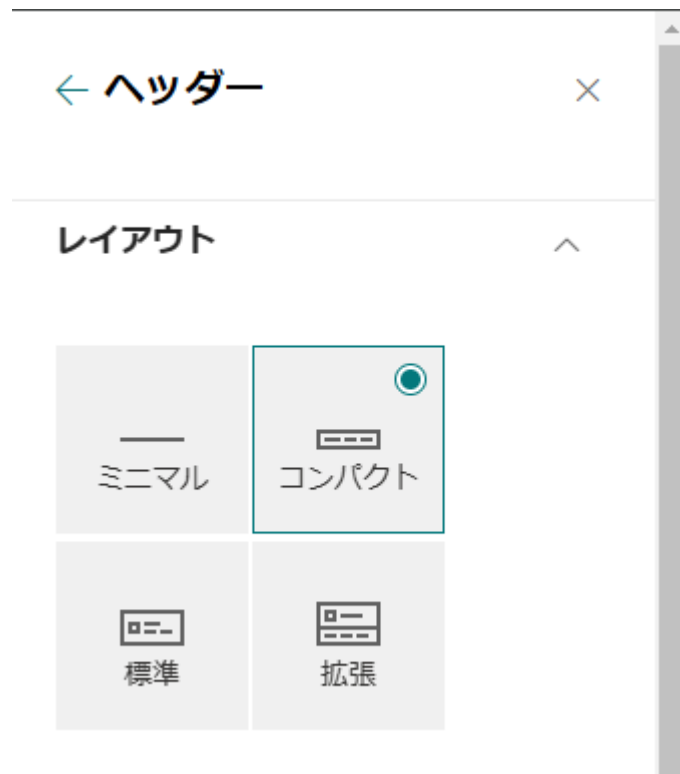 ヘッダー
レイアウト
ミニマル
コンパクト
標準
拡張